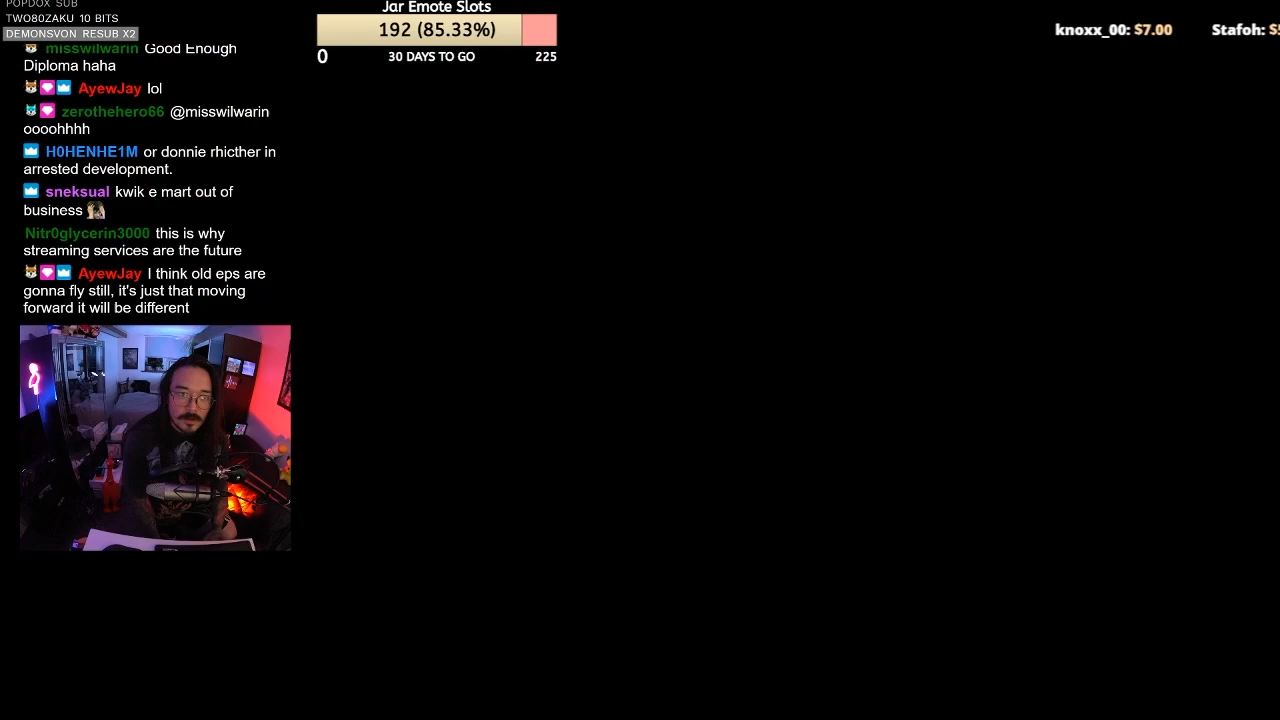 POPDOX SUB
TWO80ZAKU 10 BITS
DEMONSVON RESUB X2
misswilwarin Good Enough
Diploma haha
AyewJay lol
zerothehero66 @misswilwarin
oooohhhh
H0HENHE1M or donnie rhicther in
arrested development.
sneksual kwik e mart out of
business
Nitr0glycerin3000 this is why
streaming services are the future
AyewJay I think old eps are
gonna fly still, it's just that moving
forward it will be different
Jar Emote Slots
192 (85.33%)
0 30 DAYS TO GO 225
knoxx_00: $7.00 Stafoh: $